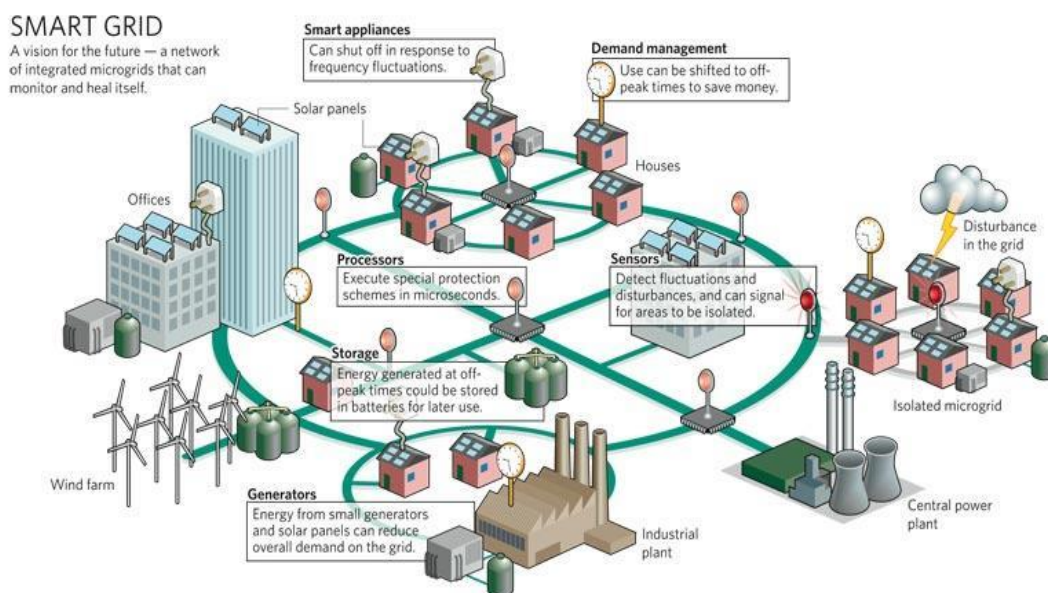 SMART GRID
A vision for the future — a network
of integrated microgrids that can
monitor and heal itself.
Smart appliances
Can shut off in response to
frequency fluctuations.
Demand management
Use can be shifted to off-
peak times to save money.
Solar panels
Houses
Offices
Disturbance
in the grid
Processors
Execute special protection
schemes in microseconds.
Sensors
Detect fluctuations and
disturbances, and can signal
for areas to be isolated.
Storage
Energy generated at off-
peak times could be stored
in batteries for later use.
Isolated microgrid
Wind farm
Generators
Energy from small generators
and solar panels can reduce
overall demand on the grid.
Industrial
plant
Central power
plant